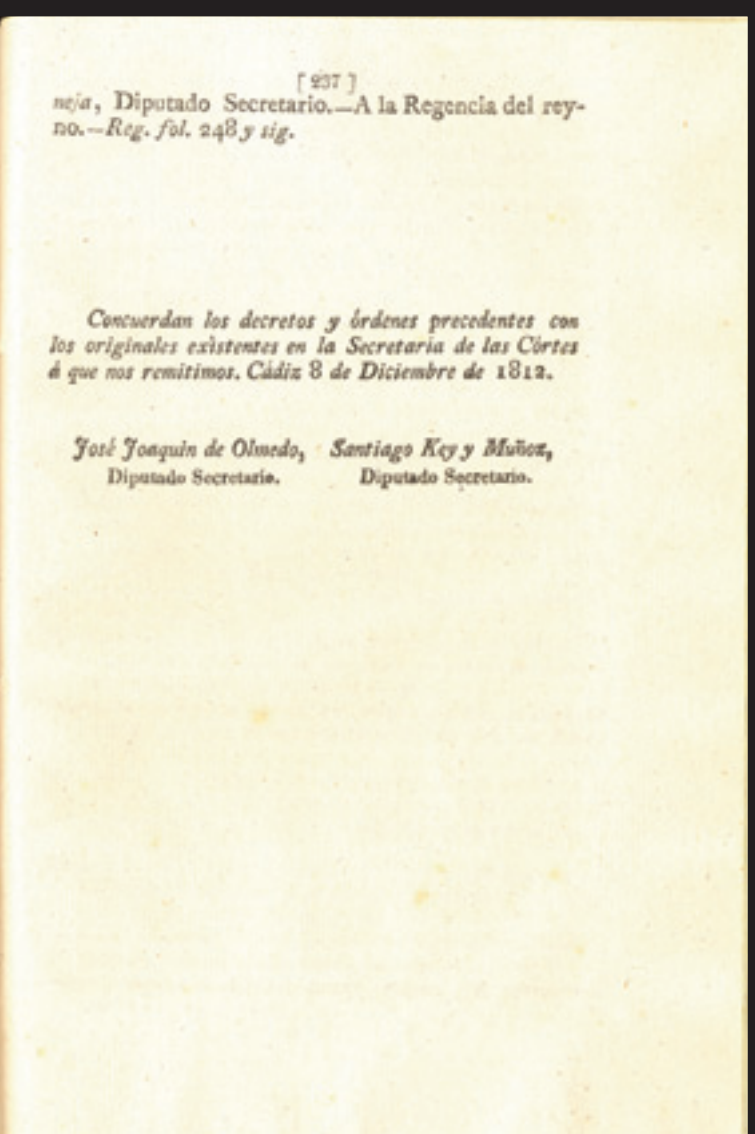 [ 237 ]
neja, Diputado Secretario.—A la Regencia del rey-
no.—Reg. fol. 248 y sig.
Concuerdan los decretos y órdenes precedentes con
los originales exîstentes en la Secretaría de las Córtes
á que nos remitimos. Cádiz 8 de Diciembre de 1812.
José Joaquin de Olmedo, Santiago Key y Muñoz,
Diputado Secretario. Diputado Secretario.